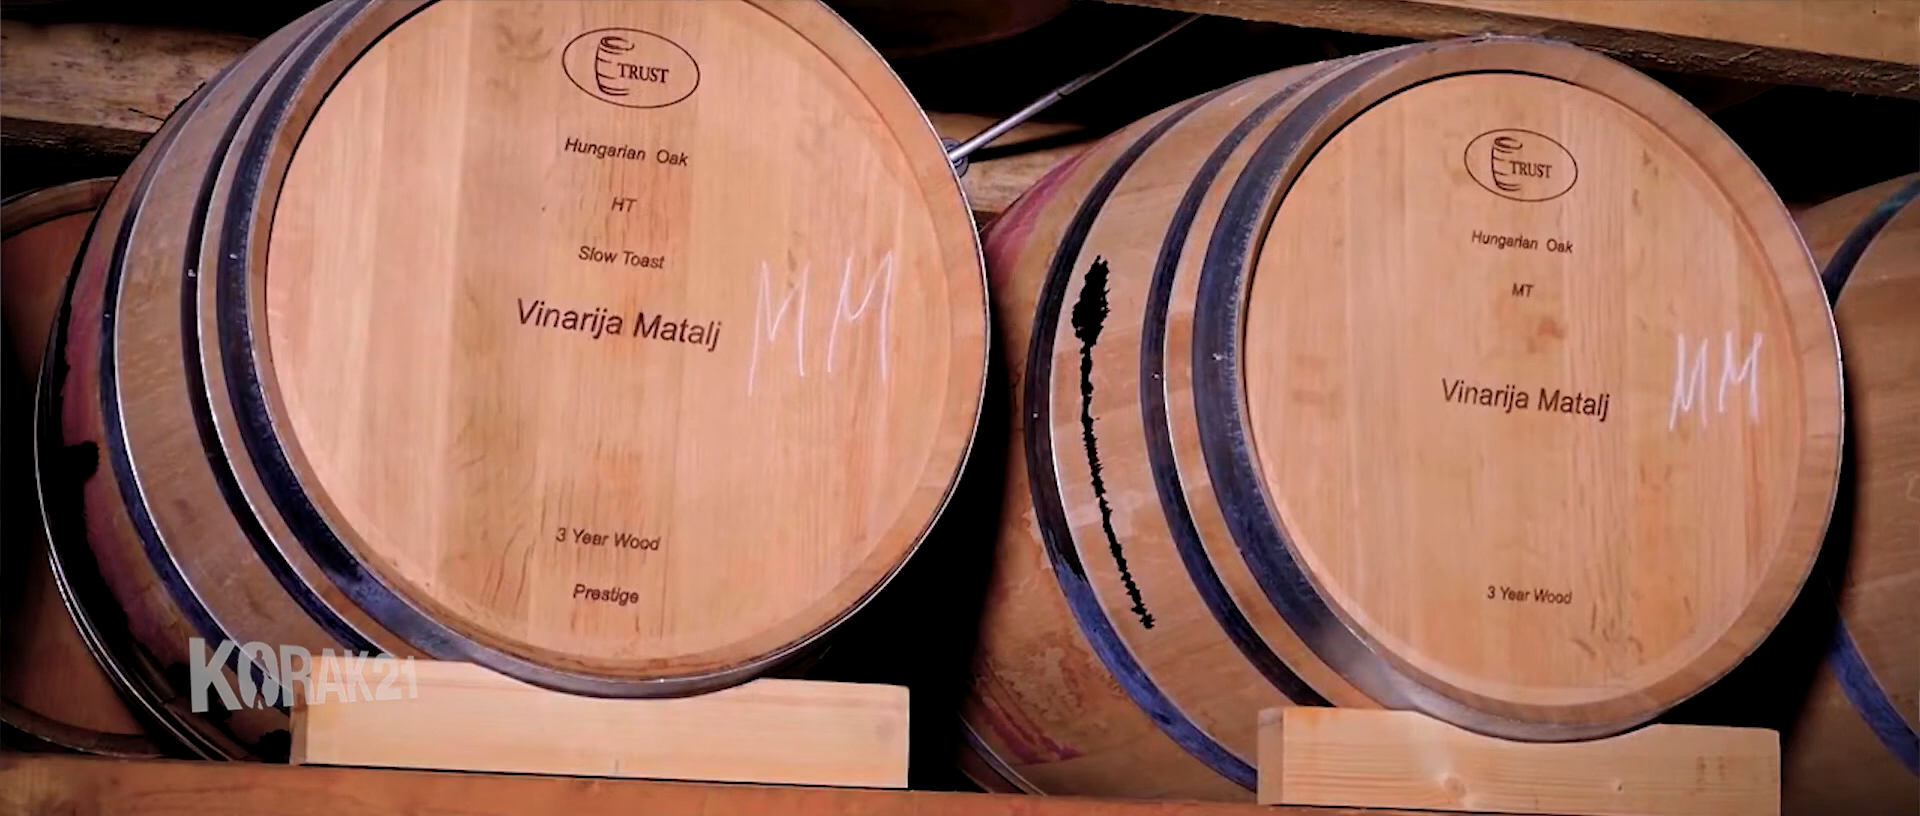 TRUST
Hungarian Oak
HT
Slow Toast
Vinarija Matalj
MM
3 Year Wood
Prestige
TRUST
Hungarian Oak
MT
Vinarija Matalj
MM
3 Year Wood
KORAK21